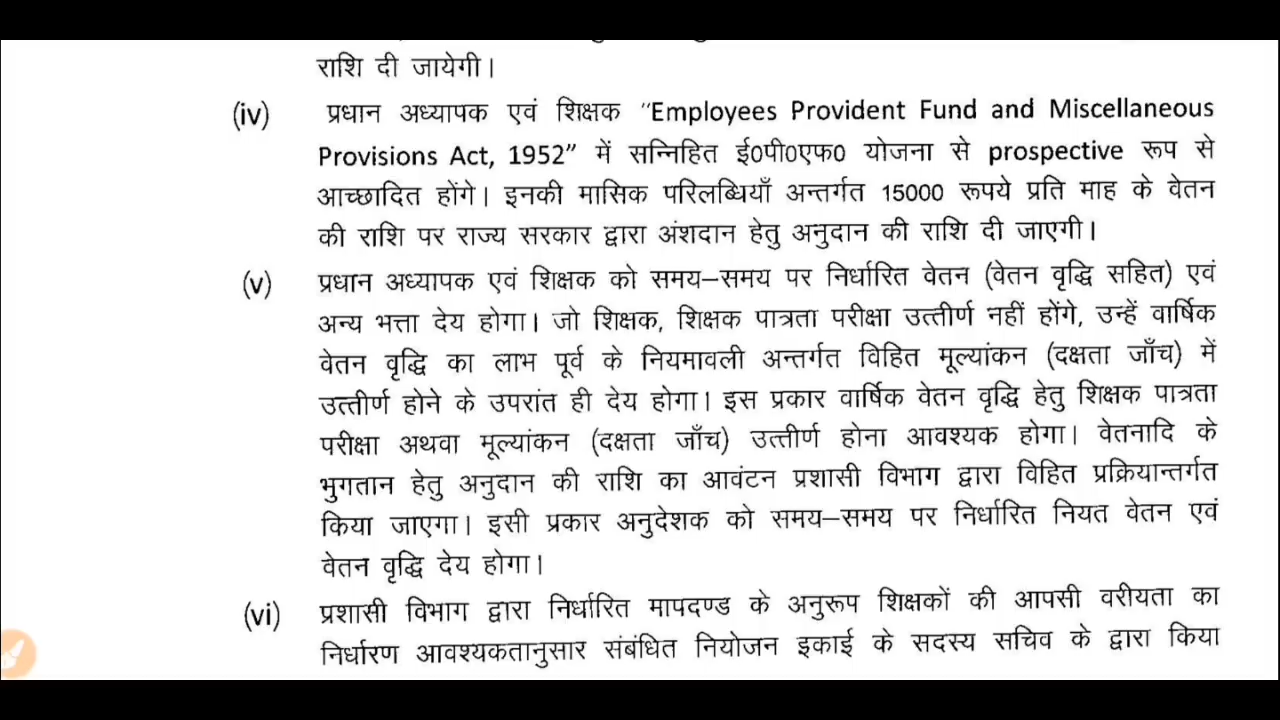 राशि दी जायेगी।
(iv) प्रधान अध्यापक एवं शिक्षक “Employees Provident Fund and Miscellaneous
Provisions Act, 1952” में सन्निहित ई0पी0एफ0 योजना से prospective रूप से
आच्छादित होंगे। इनकी मासिक परिलब्धियाँ अन्तर्गत 15000 रूपये प्रति माह के वेतन
की राशि पर राज्य सरकार द्वारा अंशदान हेतु अनुदान की राशि दी जाएगी।
(v) प्रधान अध्यापक एवं शिक्षक को समय–समय पर निर्धारित वेतन (वेतन वृद्धि सहित) एवं
अन्य भत्ता देय होगा। जो शिक्षक, शिक्षक पात्रता परीक्षा उत्तीर्ण नहीं होंगे, उन्हें वार्षिक
वेतन वृद्धि का लाभ पूर्व के नियमावली अन्तर्गत विहित मूल्यांकन (दक्षता जाँच) में
उत्तीर्ण होने के उपरांत ही देय होगा। इस प्रकार वार्षिक वेतन वृद्धि हेतु शिक्षक पात्रता
परीक्षा अथवा मूल्यांकन (दक्षता जाँच) उत्तीर्ण होना आवश्यक होगा। वेतनादि के
भुगतान हेतु अनुदान की राशि का आवंटन प्रशासी विभाग द्वारा विहित प्रक्रियान्तर्गत
किया जाएगा। इसी प्रकार अनुदेशक को समय–समय पर निर्धारित नियत वेतन एवं
वेतन वृद्धि देय होगा।
(vi) प्रशासी विभाग द्वारा निर्धारित मापदण्ड के अनुरूप शिक्षकों की आपसी वरीयता का
निर्धारण आवश्यकतानुसार संबंधित नियोजन इकाई के सदस्य सचिव के द्वारा किया